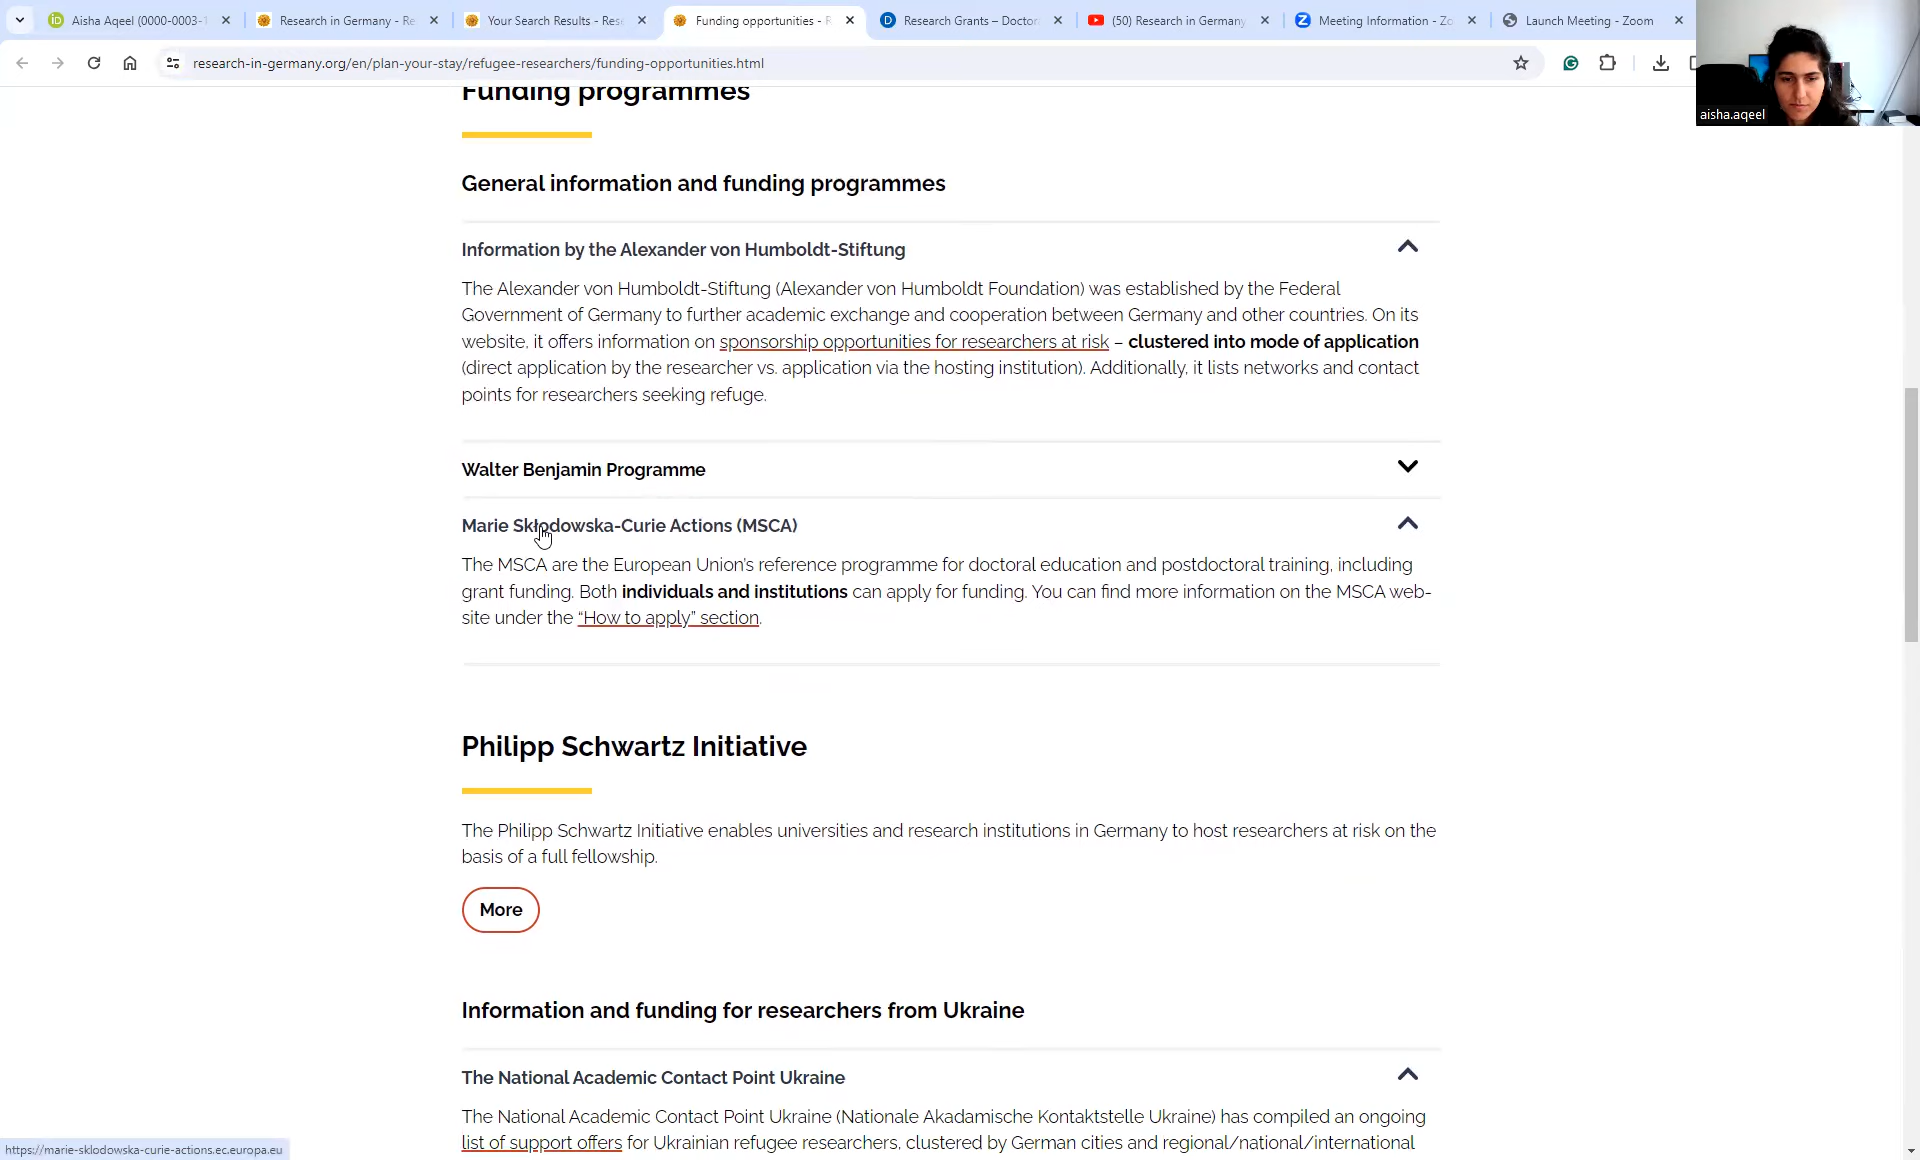 Aisha Aqeel (0000-0003-1
Research in Germany - Re
Your Search Results - Rese
Funding opportunities - R
Research Grants – Doctor
(50) Research in Germany
Meeting Information - Zo
Launch Meeting - Zoom
research-in-germany.org/en/plan-your-stay/refugee-researchers/funding-opportunities.html
aisha.aqeel
Funding programmes
General information and funding programmes
Information by the Alexander von Humboldt-Stiftung
The Alexander von Humboldt-Stiftung (Alexander von Humboldt Foundation) was established by the Federal
Government of Germany to further academic exchange and cooperation between Germany and other countries. On its
website, it offers information on sponsorship opportunities for researchers at risk – clustered into mode of application
(direct application by the researcher vs. application via the hosting institution). Additionally, it lists networks and contact
points for researchers seeking refuge.
Walter Benjamin Programme
Marie Skłodowska-Curie Actions (MSCA)
The MSCA are the European Union's reference programme for doctoral education and postdoctoral training, including
grant funding. Both individuals and institutions can apply for funding. You can find more information on the MSCA web-
site under the “How to apply” section.
Philipp Schwartz Initiative
The Philipp Schwartz Initiative enables universities and research institutions in Germany to host researchers at risk on the
basis of a full fellowship.
More
Information and funding for researchers from Ukraine
The National Academic Contact Point Ukraine
The National Academic Contact Point Ukraine (Nationale Akadamische Kontaktstelle Ukraine) has compiled an ongoing
list of support offers for Ukrainian refugee researchers, clustered by German cities and regional/national/international
https://marie-sklodowska-curie-actions.ec.europa.eu